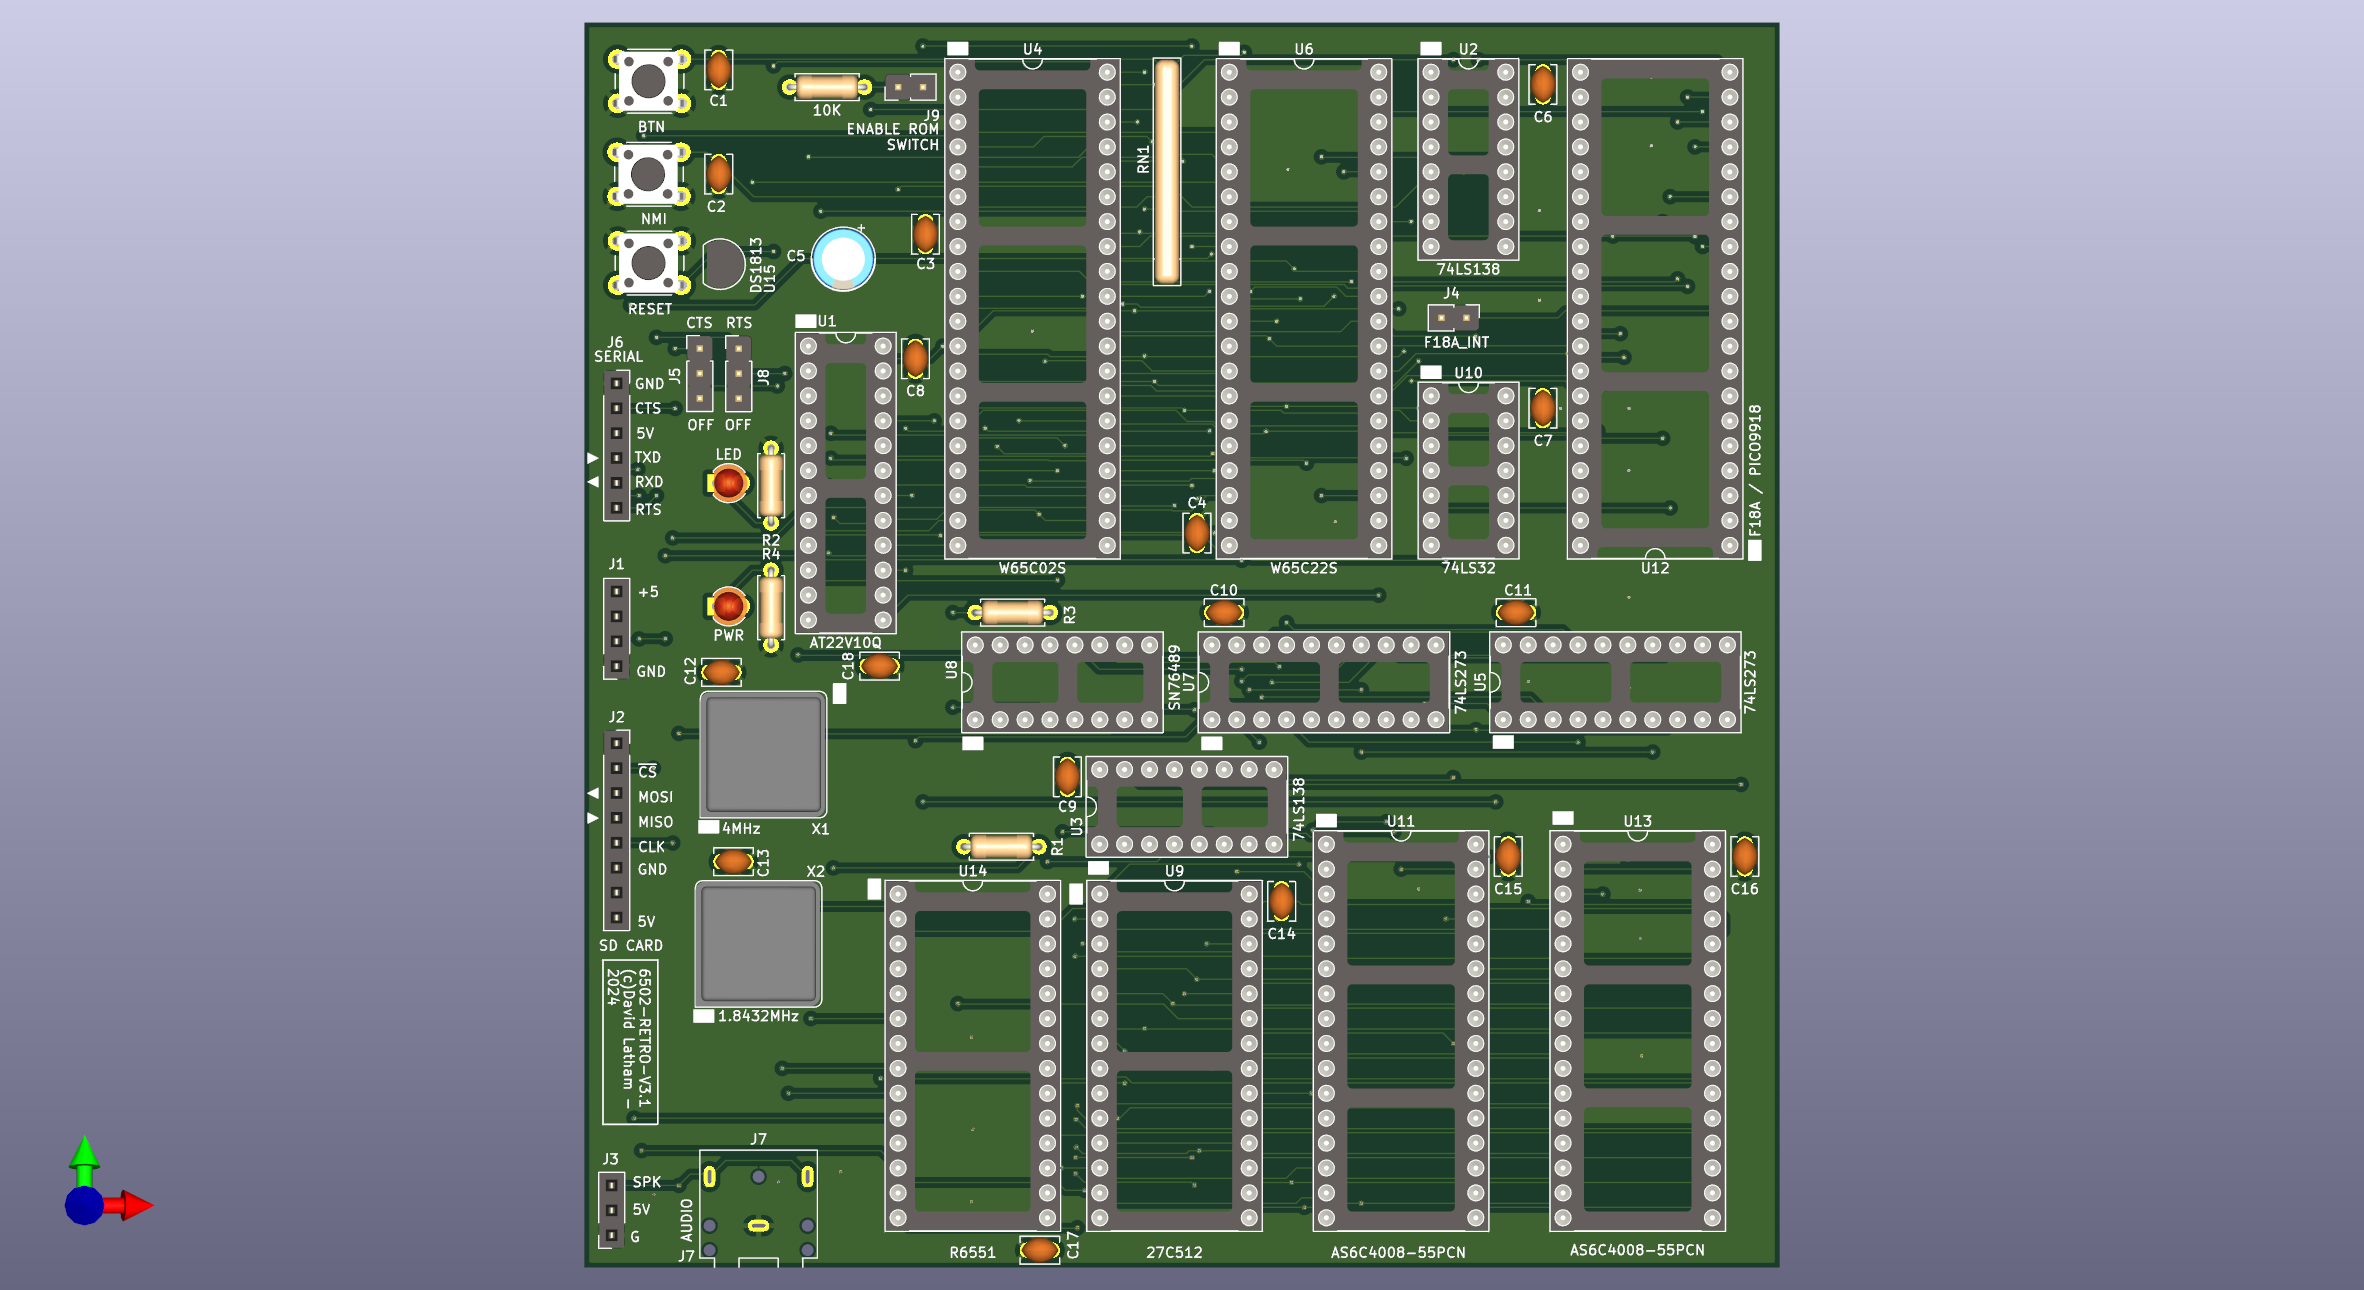 BTN
C1
10K
J9
ENABLE ROM
SWITCH
U4
RN1
U6
U2
C6
NMI
C2
RESET
DS1813
U15
C5
+
C3
74LS138
J4
F18A_INT
U10
C7
F18A / PICO9918
U12
74LS32
W65C22S
C4
W65C02S
CTS
RTS
J6
SERIAL
J5
J8
OFF
OFF
GND
CTS
5V
TXD
RXD
RTS
U1
C8
LED
R2
R4
PWR
AT22V10Q
J1
+5
GND
C12
C18
R3
C10
C11
U8
SN76489
U7
74LS273
U5
74LS273
J2
CS
MOSI
MISO
CLK
GND
5V
SD CARD
4MHz
X1
C13
X2
1.8432MHz
C9
U3
74LS138
R1
U14
U9
C14
U11
C15
U13
C16
6502-RETRO-V3.1
(c)David Latham -
2024
J3
SPK
5V
G
J7
AUDIO
J7
R6551
C17
27C512
AS6C4008-55PCN
AS6C4008-55PCN